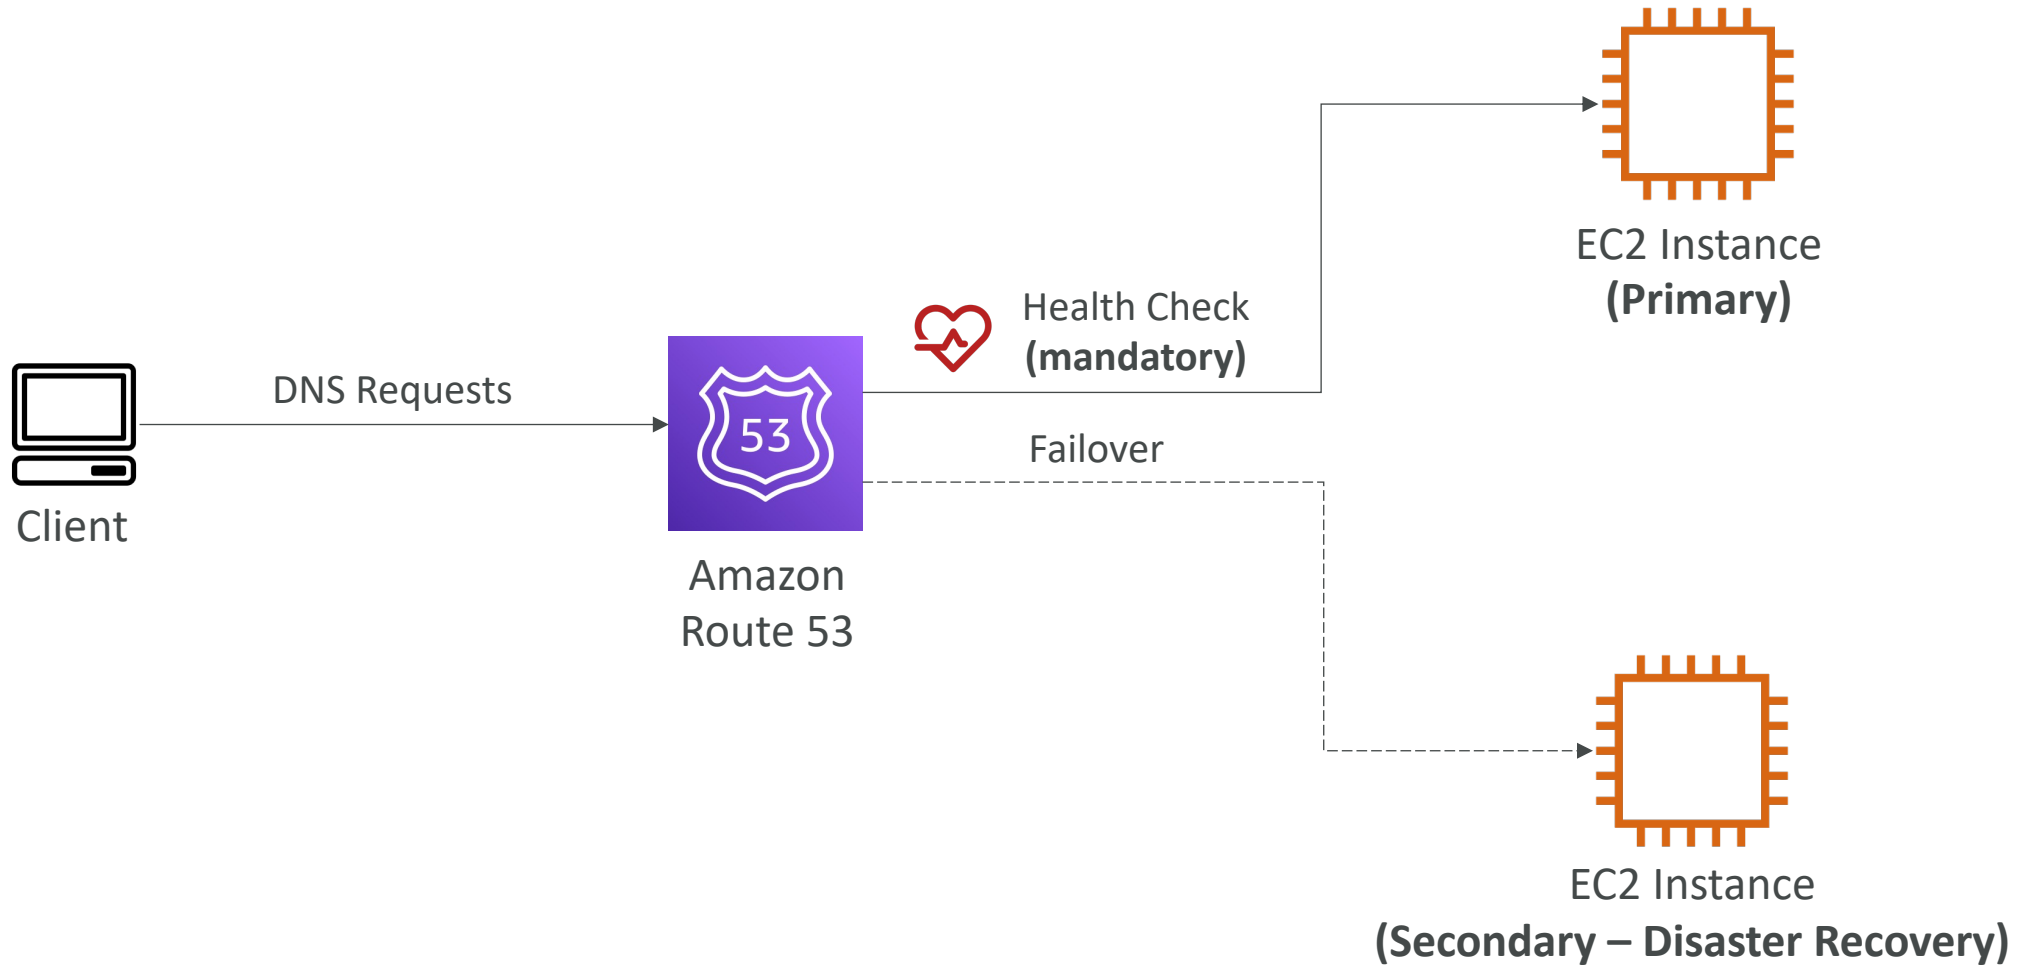 EC2 Instance
(Primary)
Health Check
(mandatory)
DNS Requests
53
Failover
Client
Amazon
Route 53
EC2 Instance
(Secondary – Disaster Recovery)